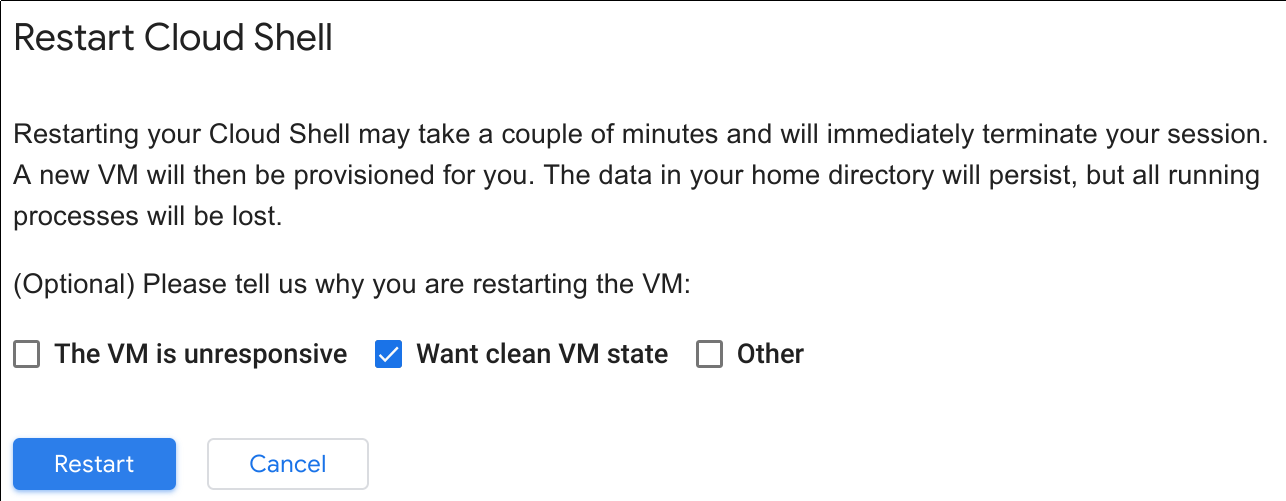 Restart Cloud Shell
Restarting your Cloud Shell may take a couple of minutes and will immediately terminate your session.
A new VM will then be provisioned for you. The data in your home directory will persist, but all running
processes will be lost.
(Optional) Please tell us why you are restarting the VM:
The VM is unresponsive Want clean VM state Other
Restart Cancel